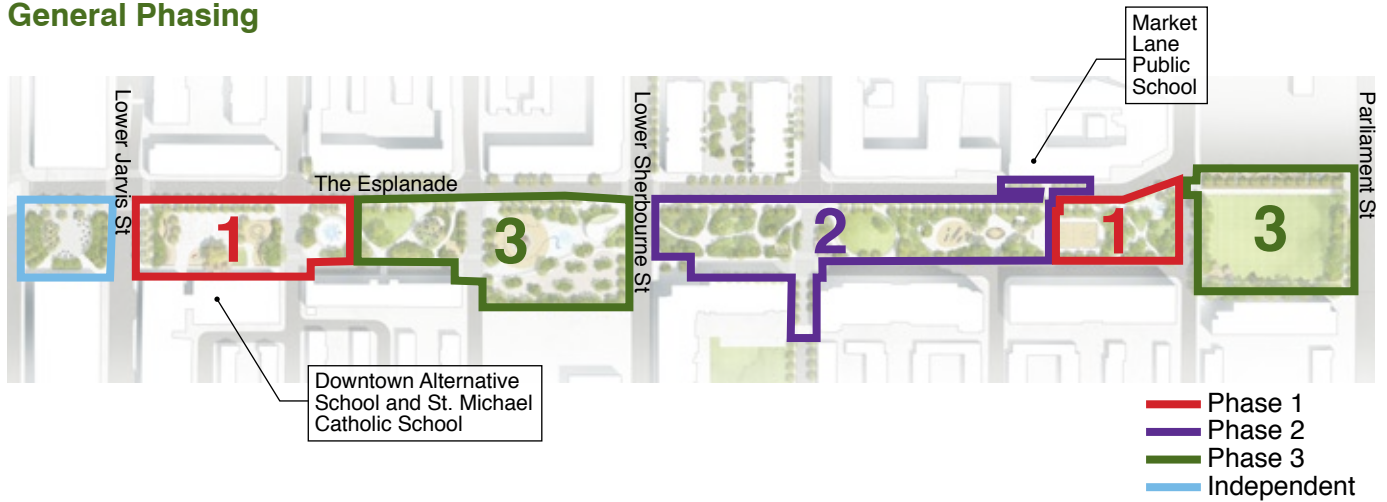 General Phasing
Market
Lane
Public
School
Lower Jarvis St
The Esplanade
Lower Sherbourne St
Parliament St
1
3
2
1
3
Downtown Alternative
School and St. Michael
Catholic School
Phase 1
Phase 2
Phase 3
Independent